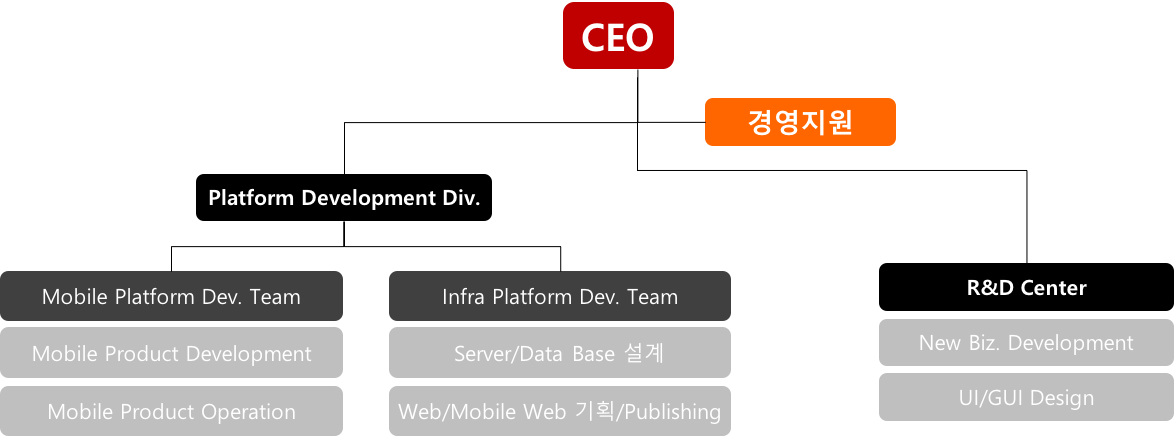 CEO
경영지원
Platform Development Div.
Mobile Platform Dev. Team
Infra Platform Dev. Team
R&D Center
Mobile Product Development
Server/Data Base 설계
New Biz. Development
Mobile Product Operation
Web/Mobile Web 기획/Publishing
UI/GUI Design